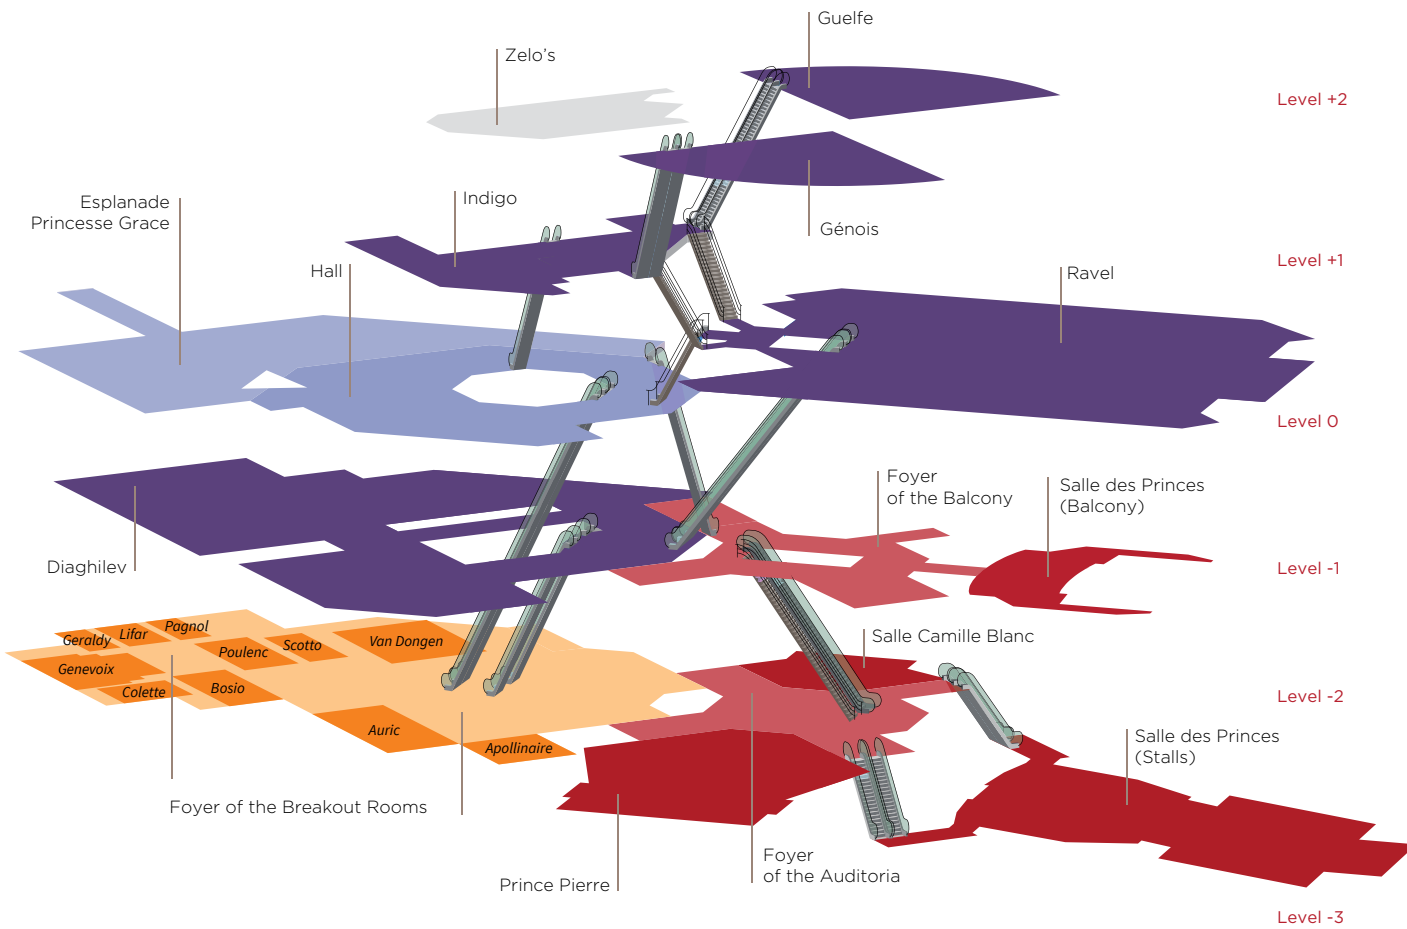 Guelfe
Zelo’s
Level +2
Esplanade
Princesse Grace
Indigo
Génois
Hall
Level +1
Ravel
Level 0
Foyer
of the Balcony
Salle des Princes
(Balcony)
Diaghilev
Level -1
Geraldy
Lifar
Pagnol
Genevoix
Colette
Poulenc
Scotto
Van Dongen
Bosio
Auric
Apollinaire
Salle Camille Blanc
Level -2
Salle des Princes
(Stalls)
Foyer of the Breakout Rooms
Prince Pierre
Foyer
of the Auditoria
Level -3